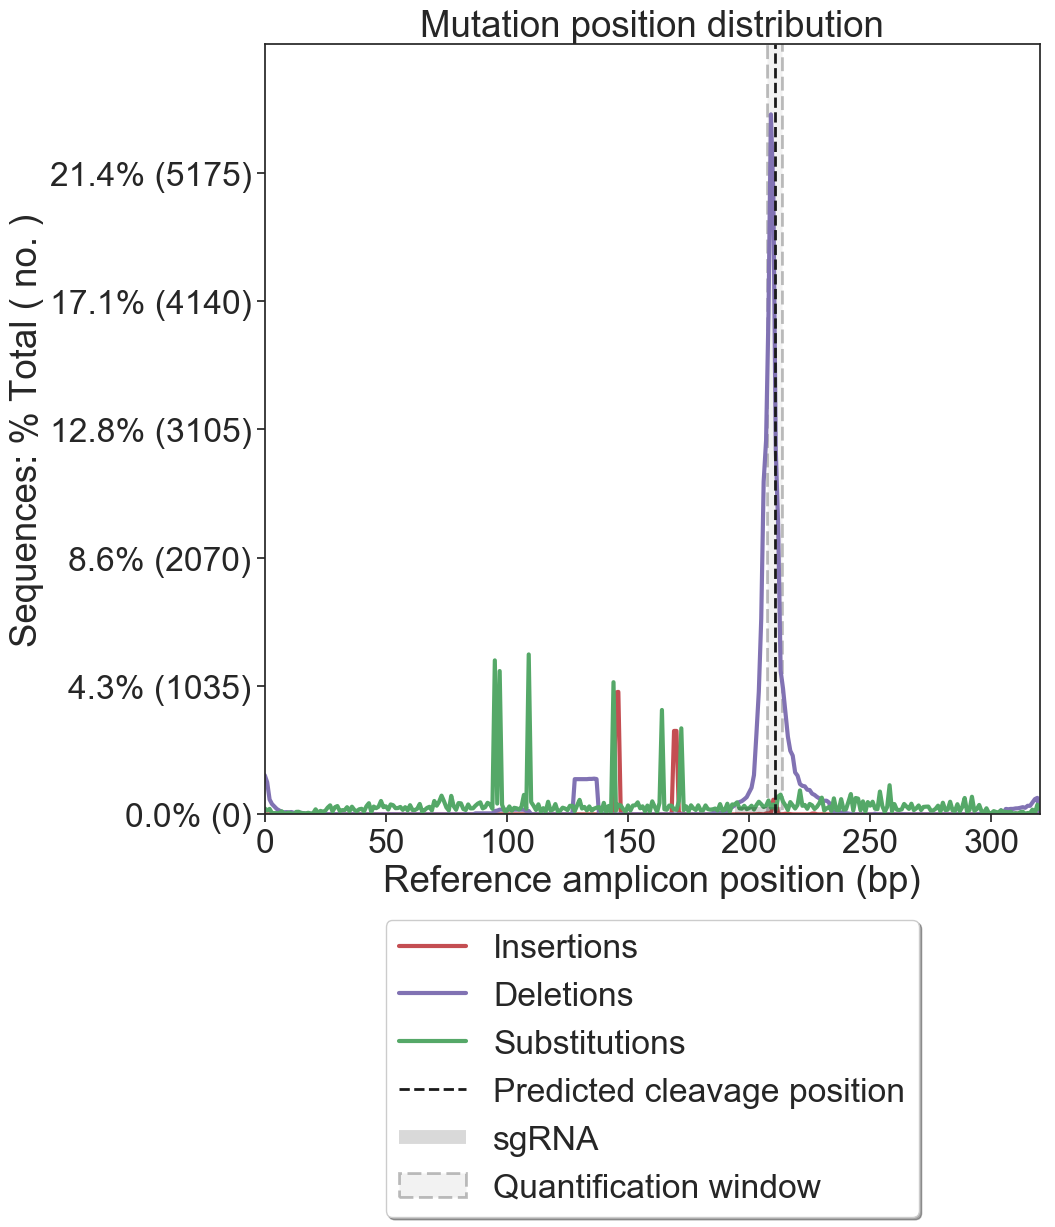 Mutation position distribution
Sequences: % Total ( no. )
21.4% (5175)
17.1% (4140)
12.8% (3105)
8.6% (2070)
4.3% (1035)
0.0% (0)
0 50 100 150 200 250 300
Reference amplicon position (bp)
Insertions
Deletions
Substitutions
Predicted cleavage position
sgRNA
Quantification window